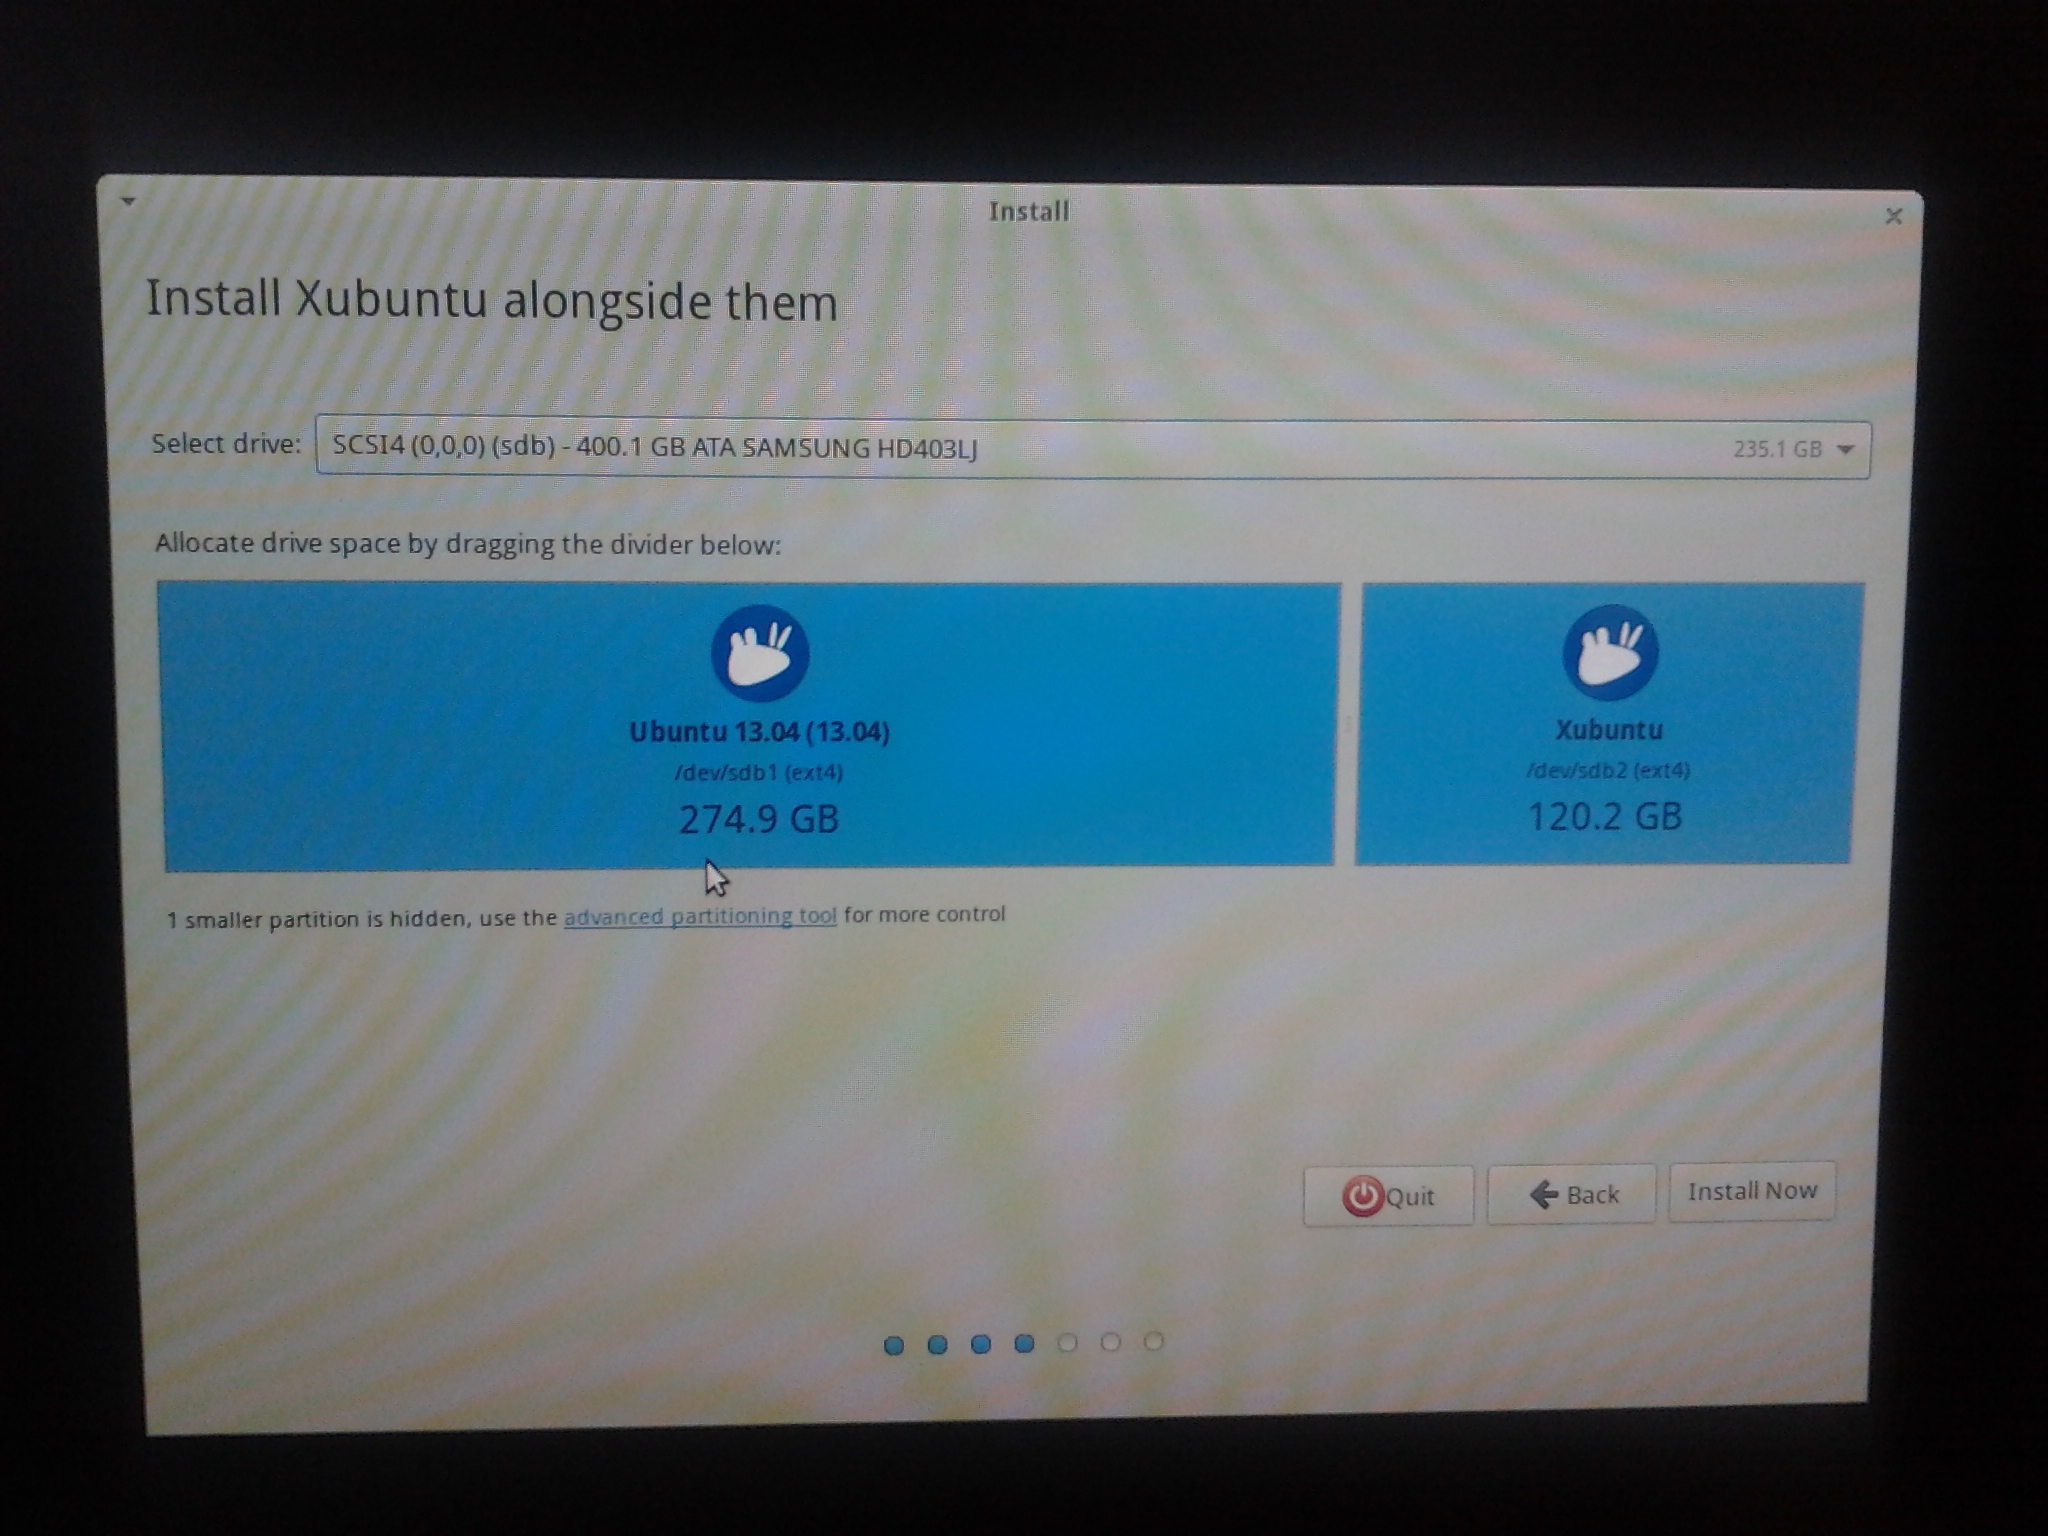 Install
Install Xubuntu alongside them
Select drive: SCSI4 (0,0,0) (sdb) - 400.1 GB ATA SAMSUNG HD403LJ 235.1 GB
Allocate drive space by dragging the divider below:
Ubuntu 13.04 (13.04)
/dev/sdb1 (ext4)
274.9 GB
Xubuntu
/dev/sdb2 (ext4)
120.2 GB
1 smaller partition is hidden, use the advanced partitioning tool for more control
Quit
Back
Install Now